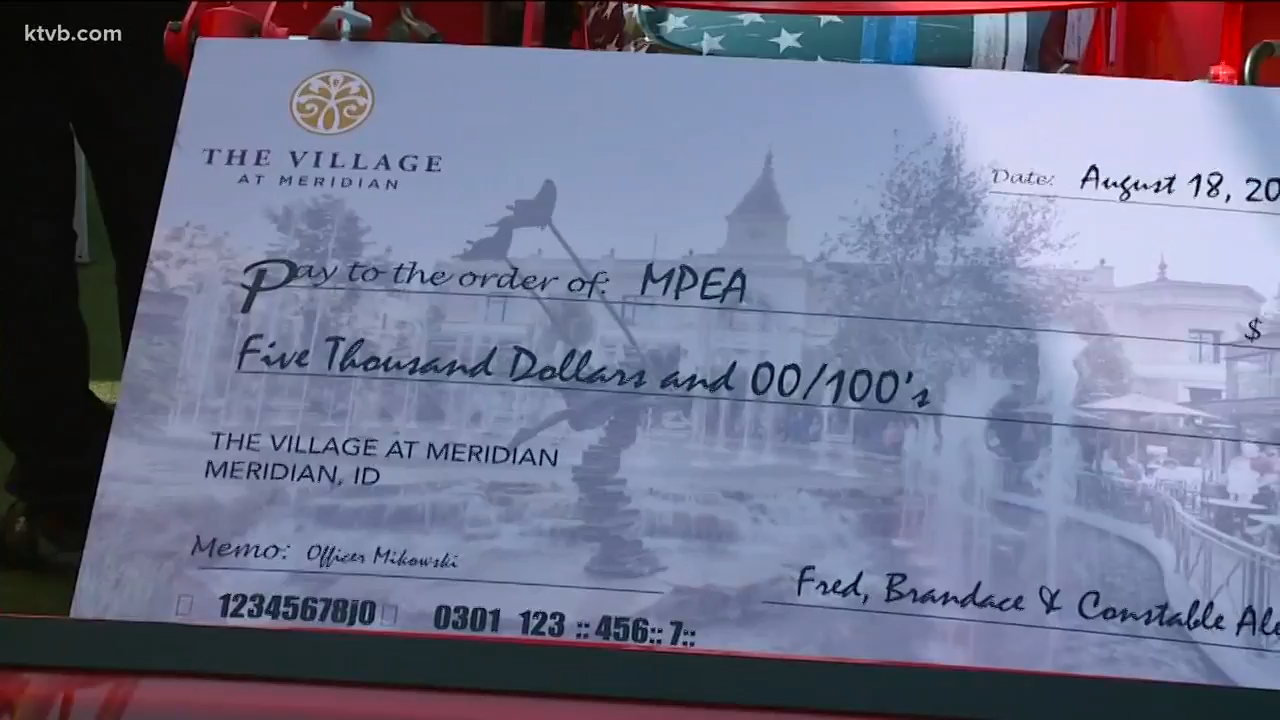 ktvb.com
THE VILLAGE
AT MERIDIAN
Date: August 18, 20
Pay to the order of: MPEA
$
Five Thousand Dollars and 00/100's
THE VILLAGE AT MERIDIAN
MERIDIAN, ID
Memo: Officer Mikowski
Fred, Brandace & Constable Ale
12345678j0 0301 123 :: 456:: 7::